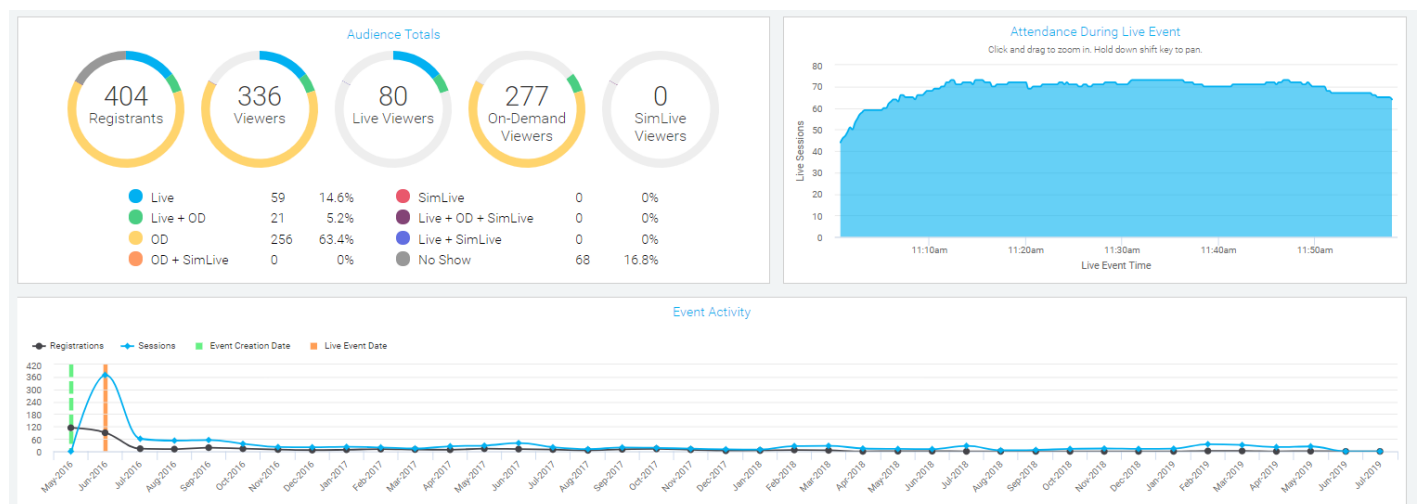 Audience Totals
404
Registrants
336
Viewers
80
Live Viewers
277
On-Demand
Viewers
0
SimLive
Viewers
Live 59 14.6%
Live + OD 21 5.2%
OD 256 63.4%
OD + SimLive 0 0%
SimLive 0 0%
Live + OD + SimLive 0 0%
Live + SimLive 0 0%
No Show 68 16.8%
Attendance During Live Event
Click and drag to zoom in. Hold down shift key to pan.
Live Sessions
80
70
60
50
40
30
20
10
0
11:10am 11:20am 11:30am 11:40am 11:50am
Live Event Time
Event Activity
Registrations Sessions Event Creation Date Live Event Date
420
360
300
240
180
120
60
0
May-2016 Jun-2016 Jul-2016 Aug-2016 Sep-2016 Oct-2016 Nov-2016 Dec-2016 Jan-2017 Feb-2017 Mar-2017 Apr-2017 May-2017 Jun-2017 Jul-2017 Aug-2017 Sep-2017 Oct-2017 Nov-2017 Dec-2017 Jan-2018 Feb-2018 Mar-2018 Apr-2018 May-2018 Jun-2018 Jul-2018 Aug-2018 Sep-2018 Oct-2018 Nov-2018 Dec-2018 Jan-2019 Feb-2019 Mar-2019 Apr-2019 May-2019 Jun-2019 Jul-2019